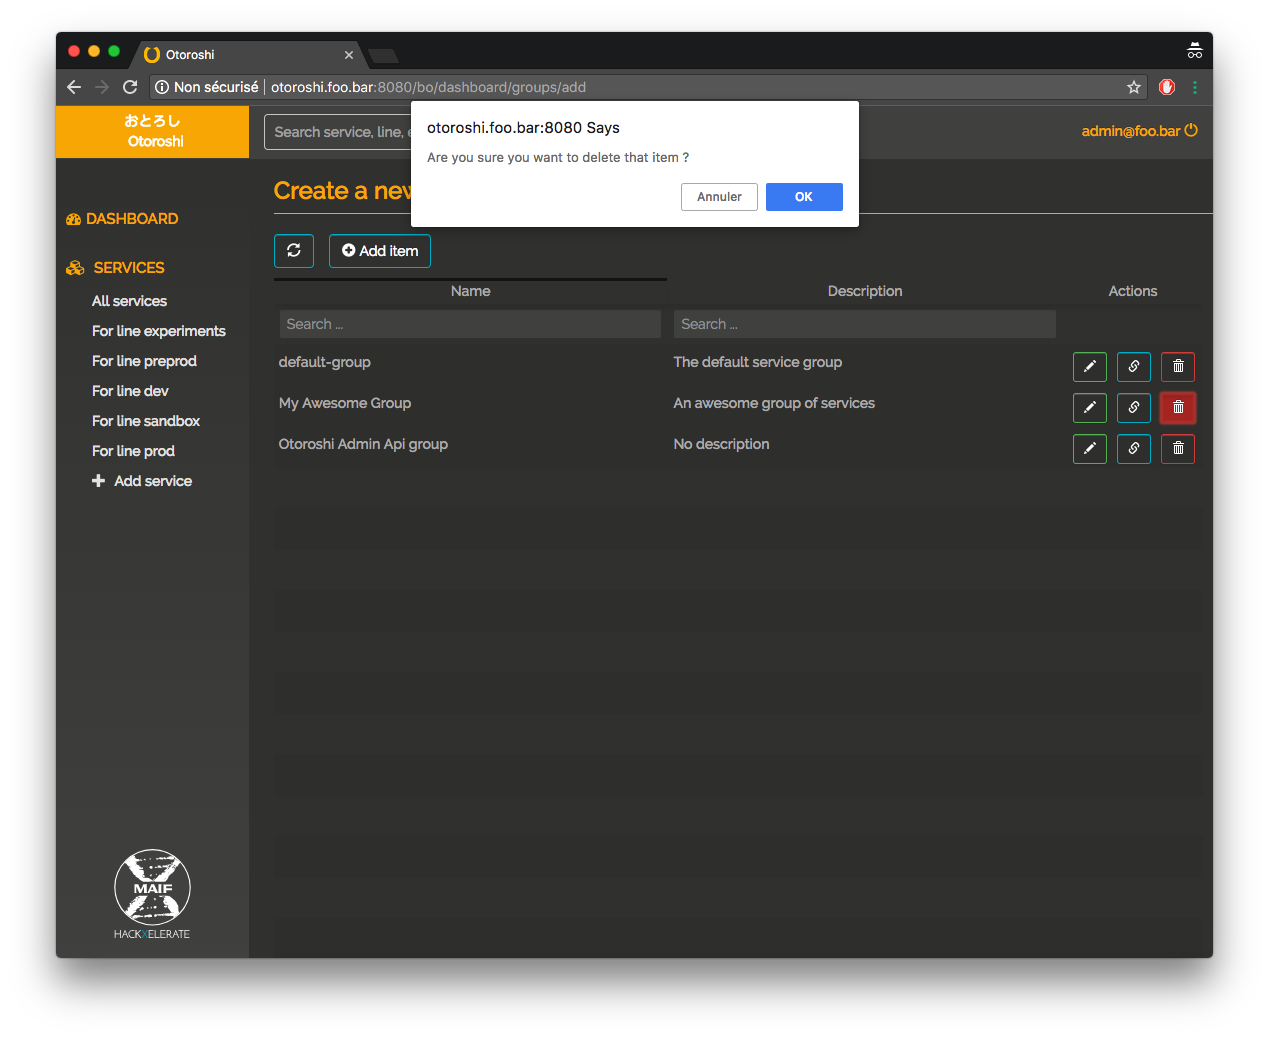 Otoroshi
Non sécurisé | otoroshi.foo.bar:8080/bo/dashboard/groups/add
おとろし
Otoroshi
Search service, line,
admin@foo.bar
otoroshi.foo.bar:8080 Says
Are you sure you want to delete that item ?
Annuler
OK
DASHBOARD
SERVICES
All services
For line experiments
For line preprod
For line dev
For line sandbox
For line prod
Add service
MAIF
HACKXELERATE
Create a new
Add item
Name Description Actions
Search ... Search ...
default-group The default service group
My Awesome Group An awesome group of services
Otoroshi Admin Api group No description